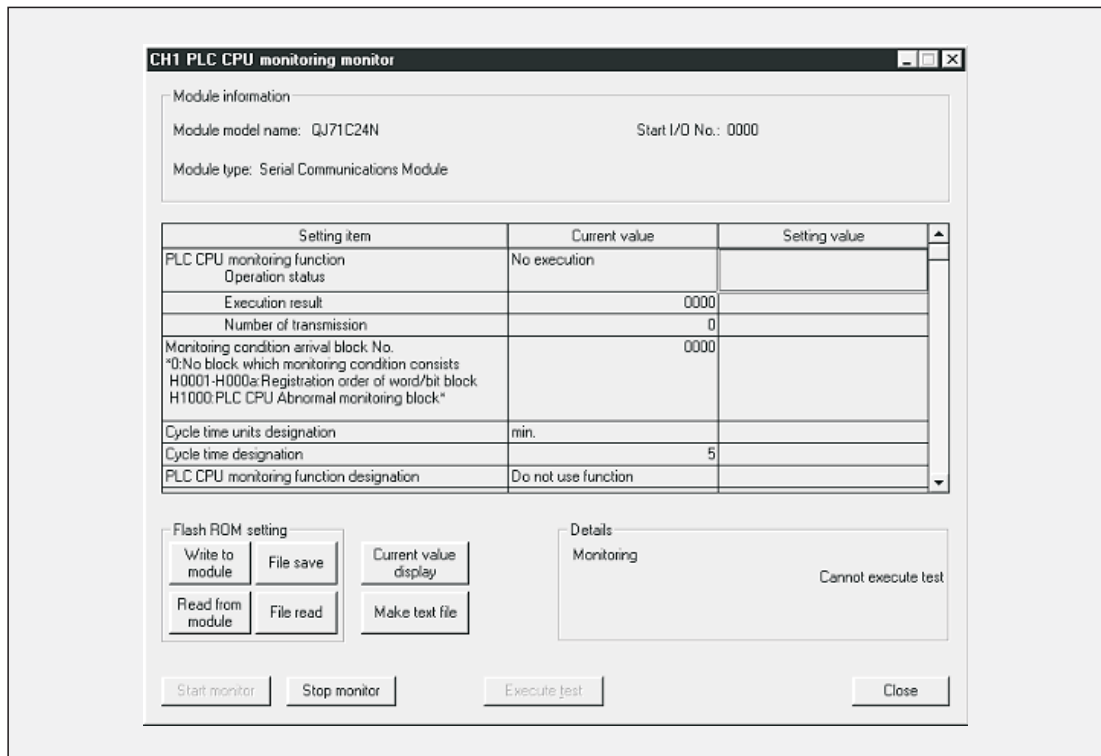 CH1 PLC CPU monitoring monitor
Module information
Module model name: QJ71C24N
Start I/O No.: 0000
Module type: Serial Communications Module
Setting item Current value Setting value
PLC CPU monitoring function No execution
Operation status
Execution result 0000
Number of transmission 0
Monitoring condition arrival block No. 0000
*0:No block which monitoring condition consists
H0001-H000a:Registration order of word/bit block
H1000:PLC CPU Abnormal monitoring block*
Cycle time units designation min.
Cycle time designation 5
PLC CPU monitoring function designation Do not use function
Flash ROM setting
Write to
module
File save
Read from
module
File read
Current value
display
Make text file
Details
Monitoring
Cannot execute test
Start monitor
Stop monitor
Execute test
Close